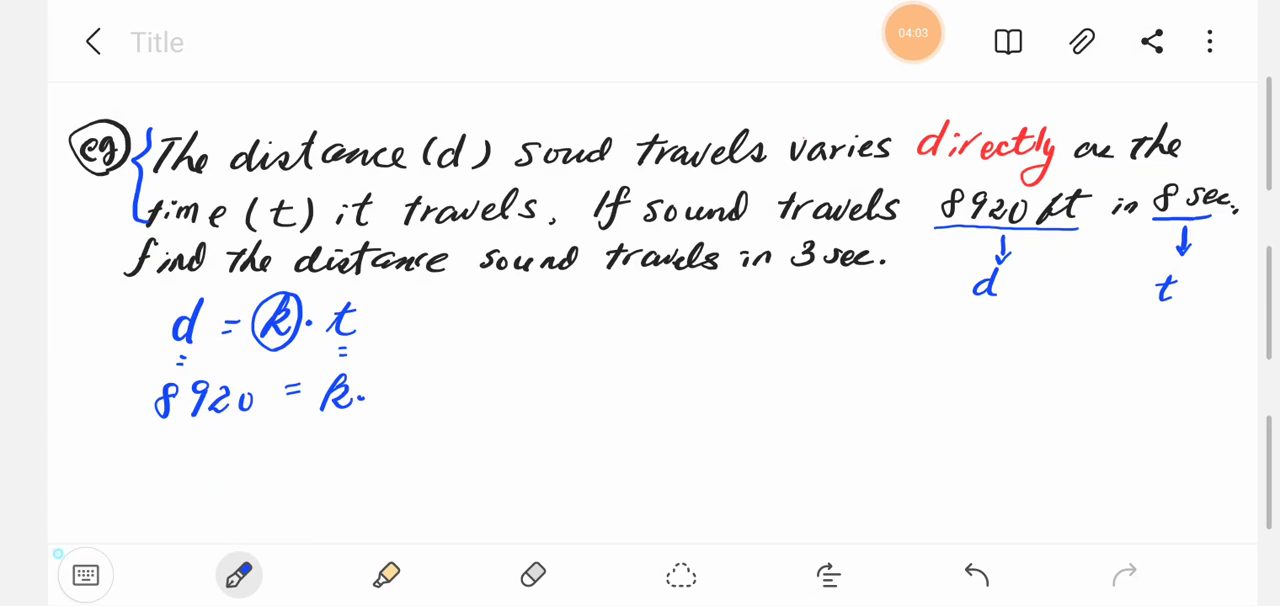 Title
04:03
eg The distance (d) soud travels varies directly as the
time (t) it travels. If sound travels 8920 ft in 8 sec.
find the distance sound travels in 3 sec.
d t
d = k · t
8920 = k.